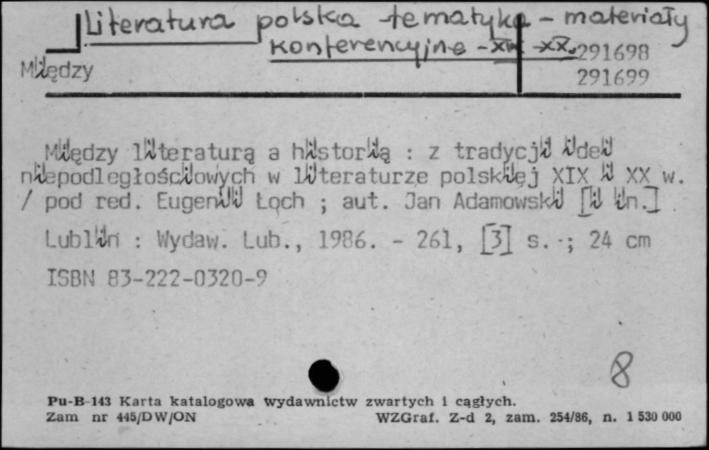 Literatura polska tematyka - materiały
konferencyjne - XIX - XX w. 291698
Między 291699
Między literaturą a historią : z tradycji idei
niepodległościowych w literaturze polskiej XIX i XX w.
/ pod red. Eugenii Łoch ; aut. Jan Adamowski [i in.]
Lublin : Wydaw. Lub., 1986. - 261, [3] s. ; 24 cm
ISBN 83-222-0320-9
8
Pu-B-143 Karta katalogowa wydawnictw zwartych i ciągłych.
Zam nr 445/DW/ON WZGraf. Z-d 2, zam. 254/86, n. 1 530 000